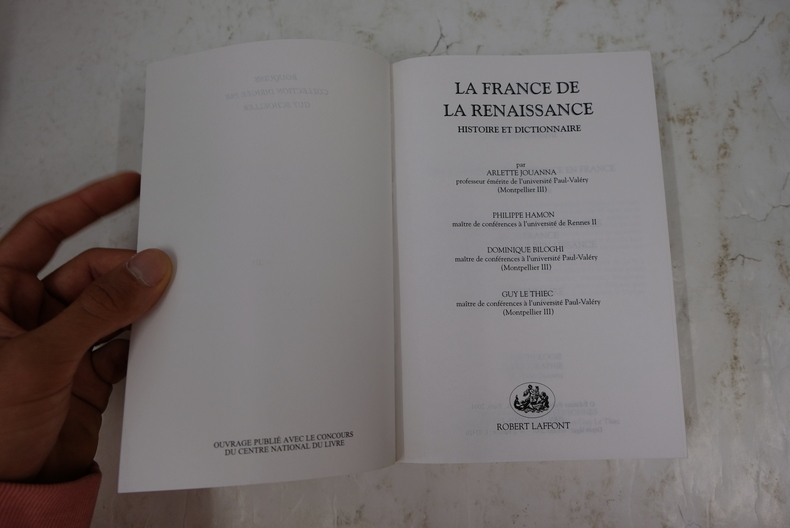 OUVRAGE PUBLIÉ AVEC LE CONCOURS
DU CENTRE NATIONAL DU LIVRE
LA FRANCE DE
LA RENAISSANCE
HISTOIRE ET DICTIONNAIRE
par
ARLETTE JOUANNA
professeur émérite de l'université Paul-Valéry
(Montpellier III)
PHILIPPE HAMON
maître de conférences à l'université de Rennes II
DOMINIQUE BILOGHI
maître de conférences à l'université Paul-Valéry
(Montpellier III)
GUY LE THIEC
maître de conférences à l'université Paul-Valéry
(Montpellier III)
ROBERT LAFFONT